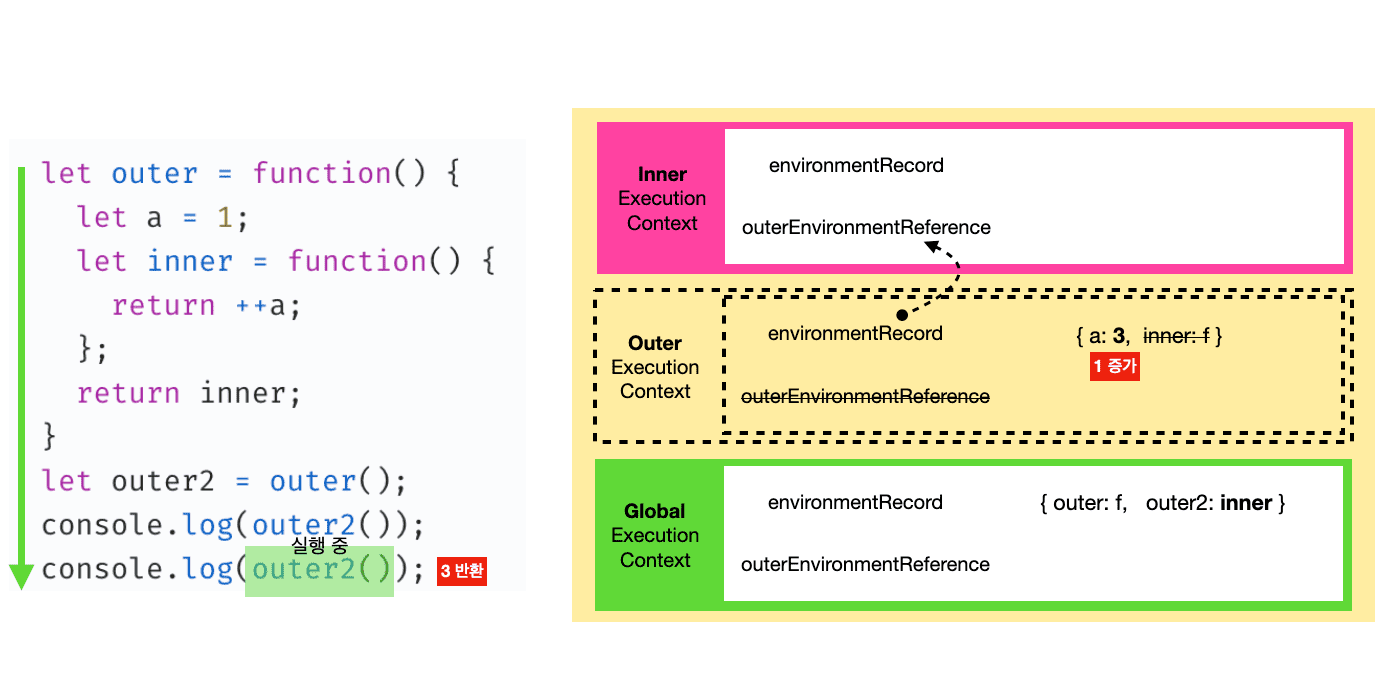 let outer = function() {
let a = 1;
let inner = function() {
return ++a;
};
return inner;
}
let outer2 = outer();
console.log(outer2());
실행 중
console.log(outer2()); 3 반환
Inner
Execution
Context
environmentRecord
outerEnvironmentReference
Outer
Execution
Context
environmentRecord { a: 3, inner: f }
1 증가
outerEnvironmentReference
Global
Execution
Context
environmentRecord { outer: f, outer2: inner }
outerEnvironmentReference